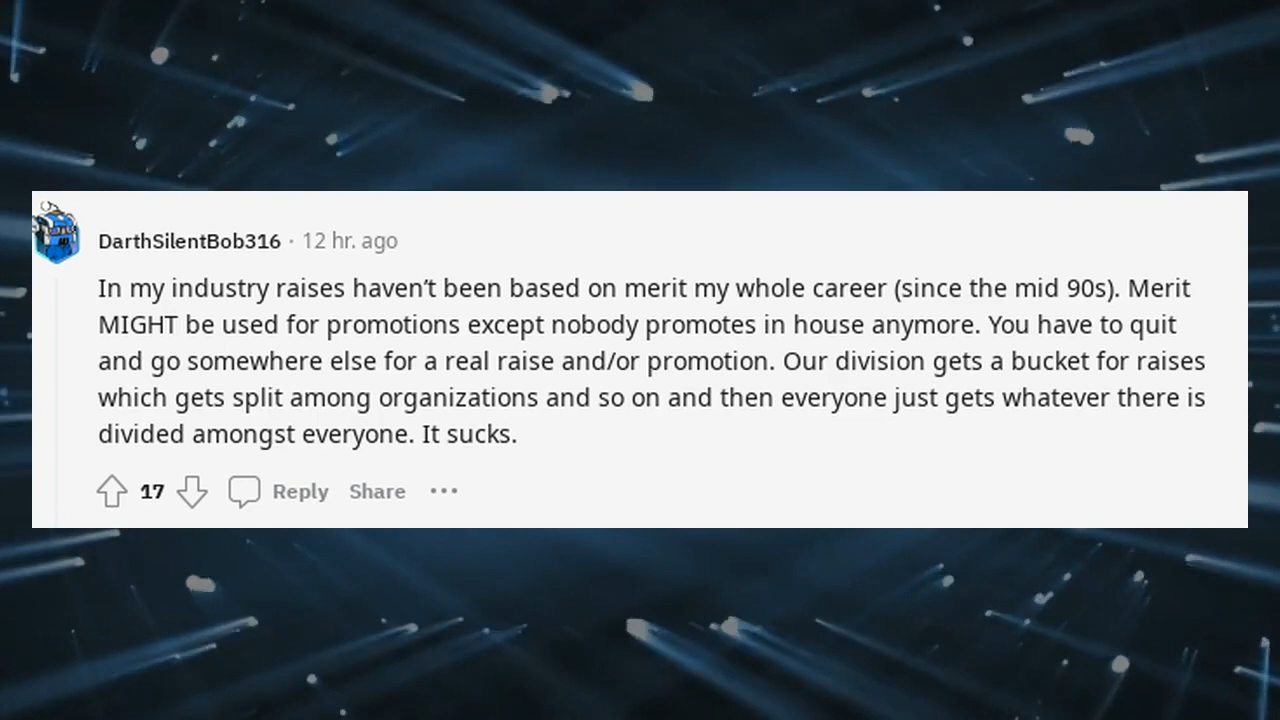 DarthSilentBob316 · 12 hr. ago
In my industry raises haven’t been based on merit my whole career (since the mid 90s). Merit
MIGHT be used for promotions except nobody promotes in house anymore. You have to quit
and go somewhere else for a real raise and/or promotion. Our division gets a bucket for raises
which gets split among organizations and so on and then everyone just gets whatever there is
divided amongst everyone. It sucks.
17 Reply Share ···